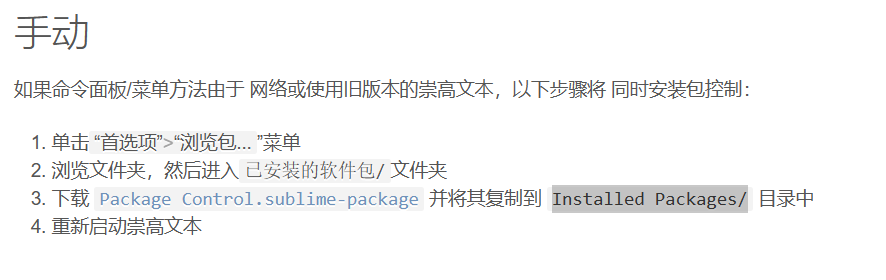 手动
如果命令面板/菜单方法由于 网络或使用旧版本的崇高文本，以下步骤将 同时安装包控制：
1. 单击 “首选项”>“浏览包... ”菜单
2. 浏览文件夹，然后进入 已安装的软件包/ 文件夹
3. 下载 Package Control.sublime-package 并将其复制到 Installed Packages/ 目录中
4. 重新启动崇高文本